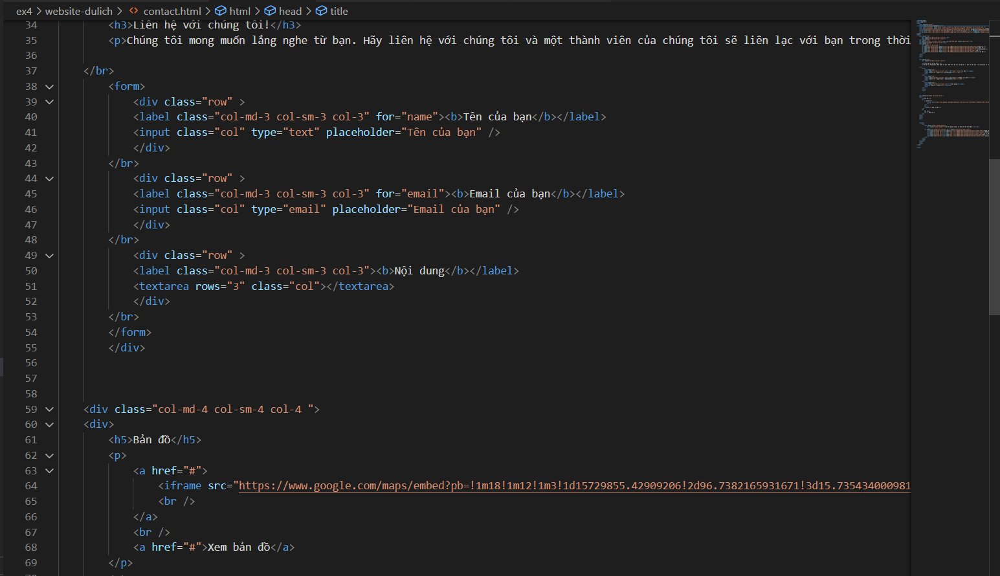 ex4 > website-dulich > <> contact.html > html > head > title
34 <h3>Liên hệ với chúng tôi!</h3>
35 <p>Chúng tôi mong muốn lắng nghe từ bạn. Hãy liên hệ với chúng tôi và một thành viên của chúng tôi sẽ liên lạc với bạn trong thời
36
37 </br>
38 <form>
39 <div class="row" >
40 <label class="col-md-3 col-sm-3 col-3" for="name"><b>Tên của bạn</b></label>
41 <input class="col" type="text" placeholder="Tên của bạn" />
42 </div>
43 </br>
44 <div class="row" >
45 <label class="col-md-3 col-sm-3 col-3" for="email"><b>Email của bạn</b></label>
46 <input class="col" type="email" placeholder="Email của bạn" />
47 </div>
48 </br>
49 <div class="row" >
50 <label class="col-md-3 col-sm-3 col-3"><b>Nội dung</b></label>
51 <textarea rows="3" class="col"></textarea>
52 </div>
53 </br>
54 </form>
55 </div>
56
57
58
59 <div class="col-md-4 col-sm-4 col-4 ">
60 <div>
61 <h5>Bản đồ</h5>
62 <p>
63 <a href="#">
64 <iframe src="https://www.google.com/maps/embed?pb=!1m18!1m12!1m3!1d15729855.42909206!2d96.7382165931671!3d15.735434000981
65 <br />
66 </a>
67 <br />
68 <a href="#">Xem bản đồ</a>
69 </p>